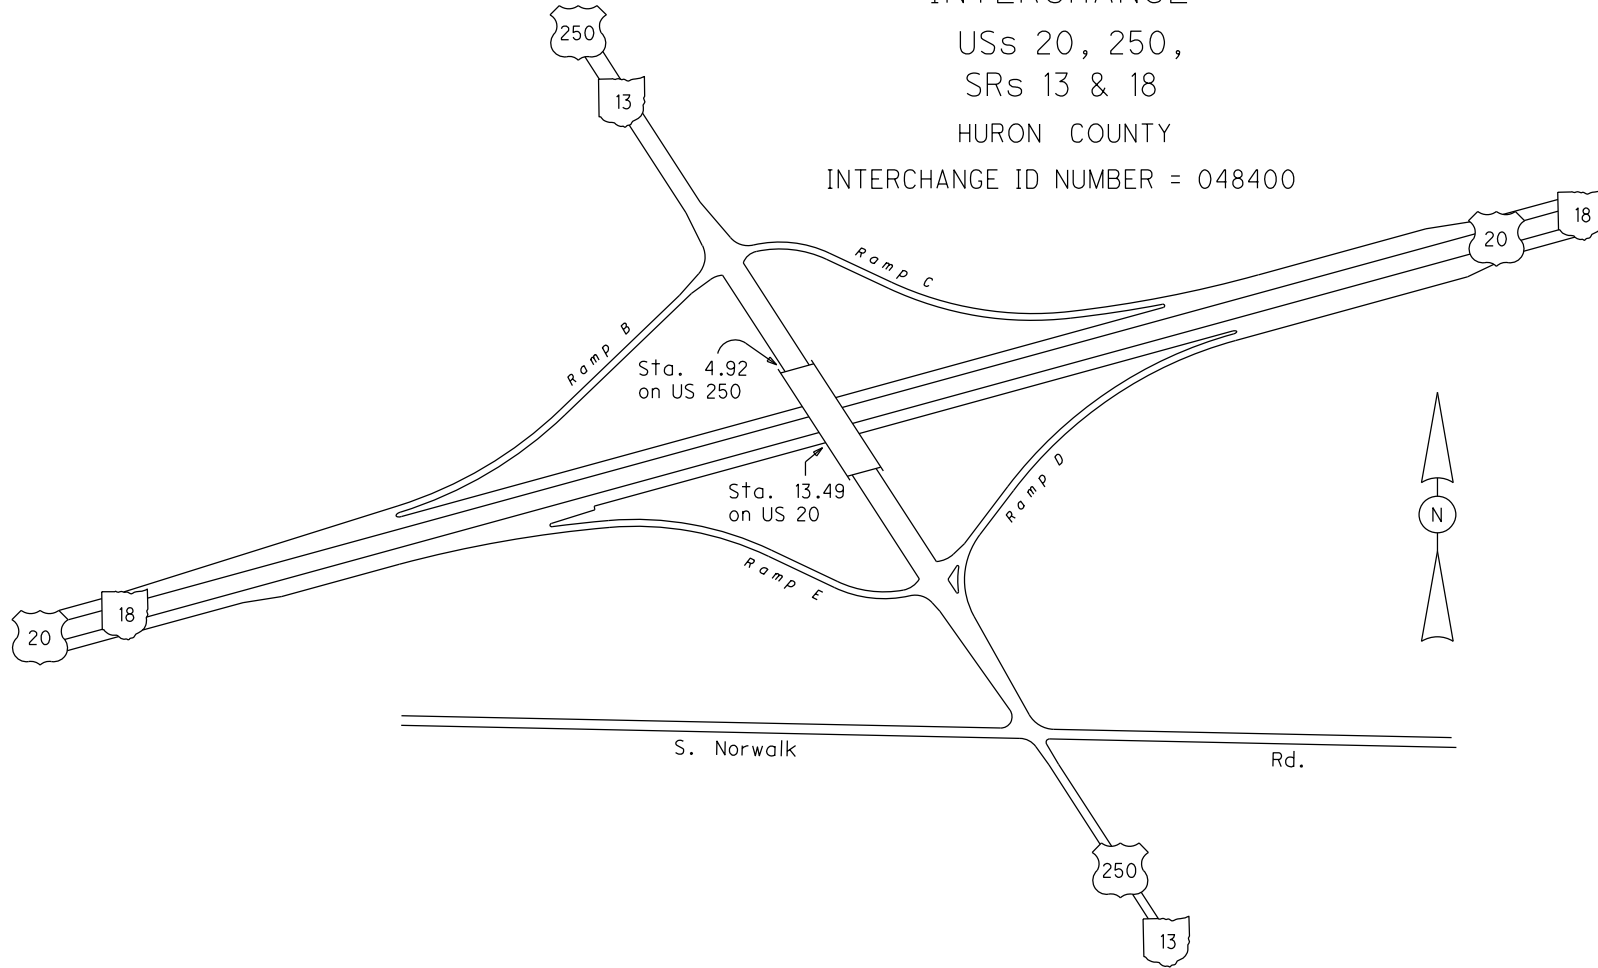 INTERCHANGE
USs 20, 250,
SRs 13 & 18
HURON COUNTY
INTERCHANGE ID NUMBER = 048400
250
13
18
20
Ramp C
Ramp B
Sta. 4.92
on US 250
Ramp D
Sta. 13.49
on US 20
N
Ramp E
18
20
S. Norwalk Rd.
250
13